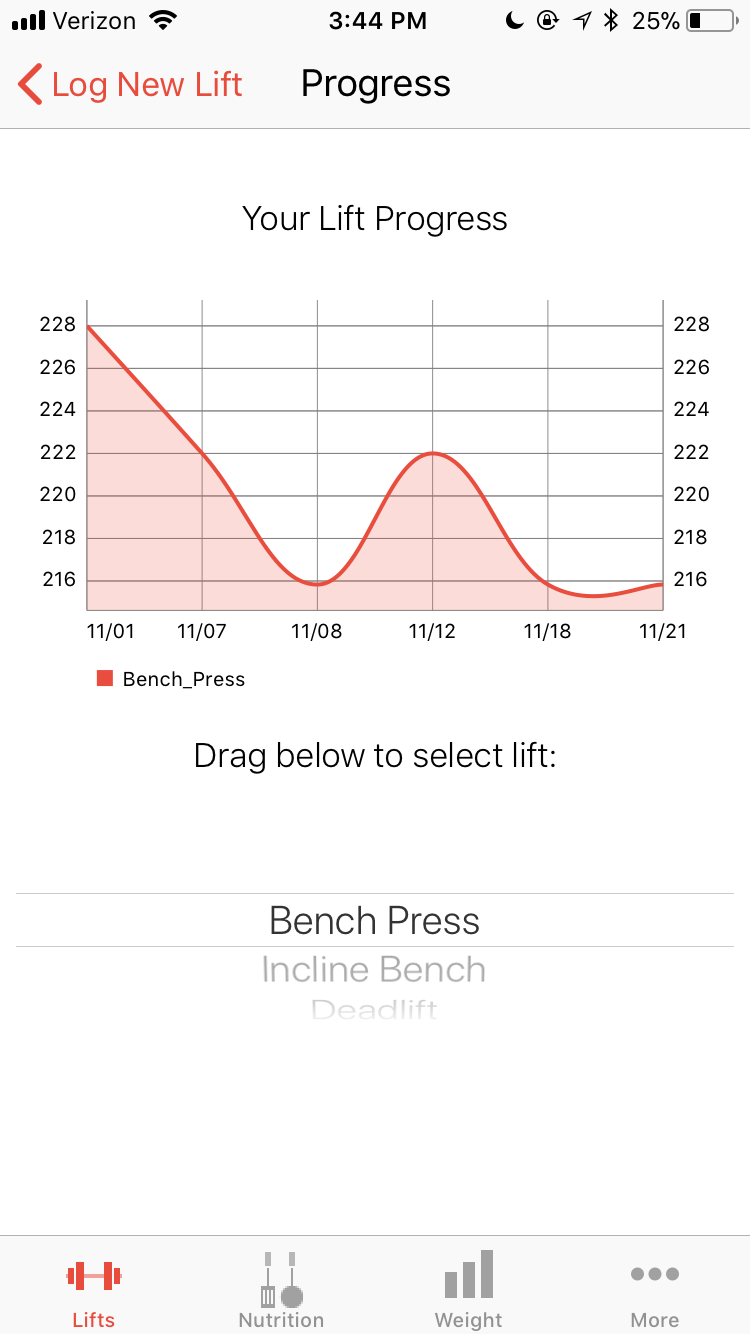 Verizon 3:44 PM 25%
Log New Lift Progress
Your Lift Progress
228 228
226 226
224 224
222 222
220 220
218 218
216 216
11/01 11/07 11/08 11/12 11/18 11/21
Bench_Press
Drag below to select lift:
Bench Press
Incline Bench
Deadlift
Lifts Nutrition Weight More